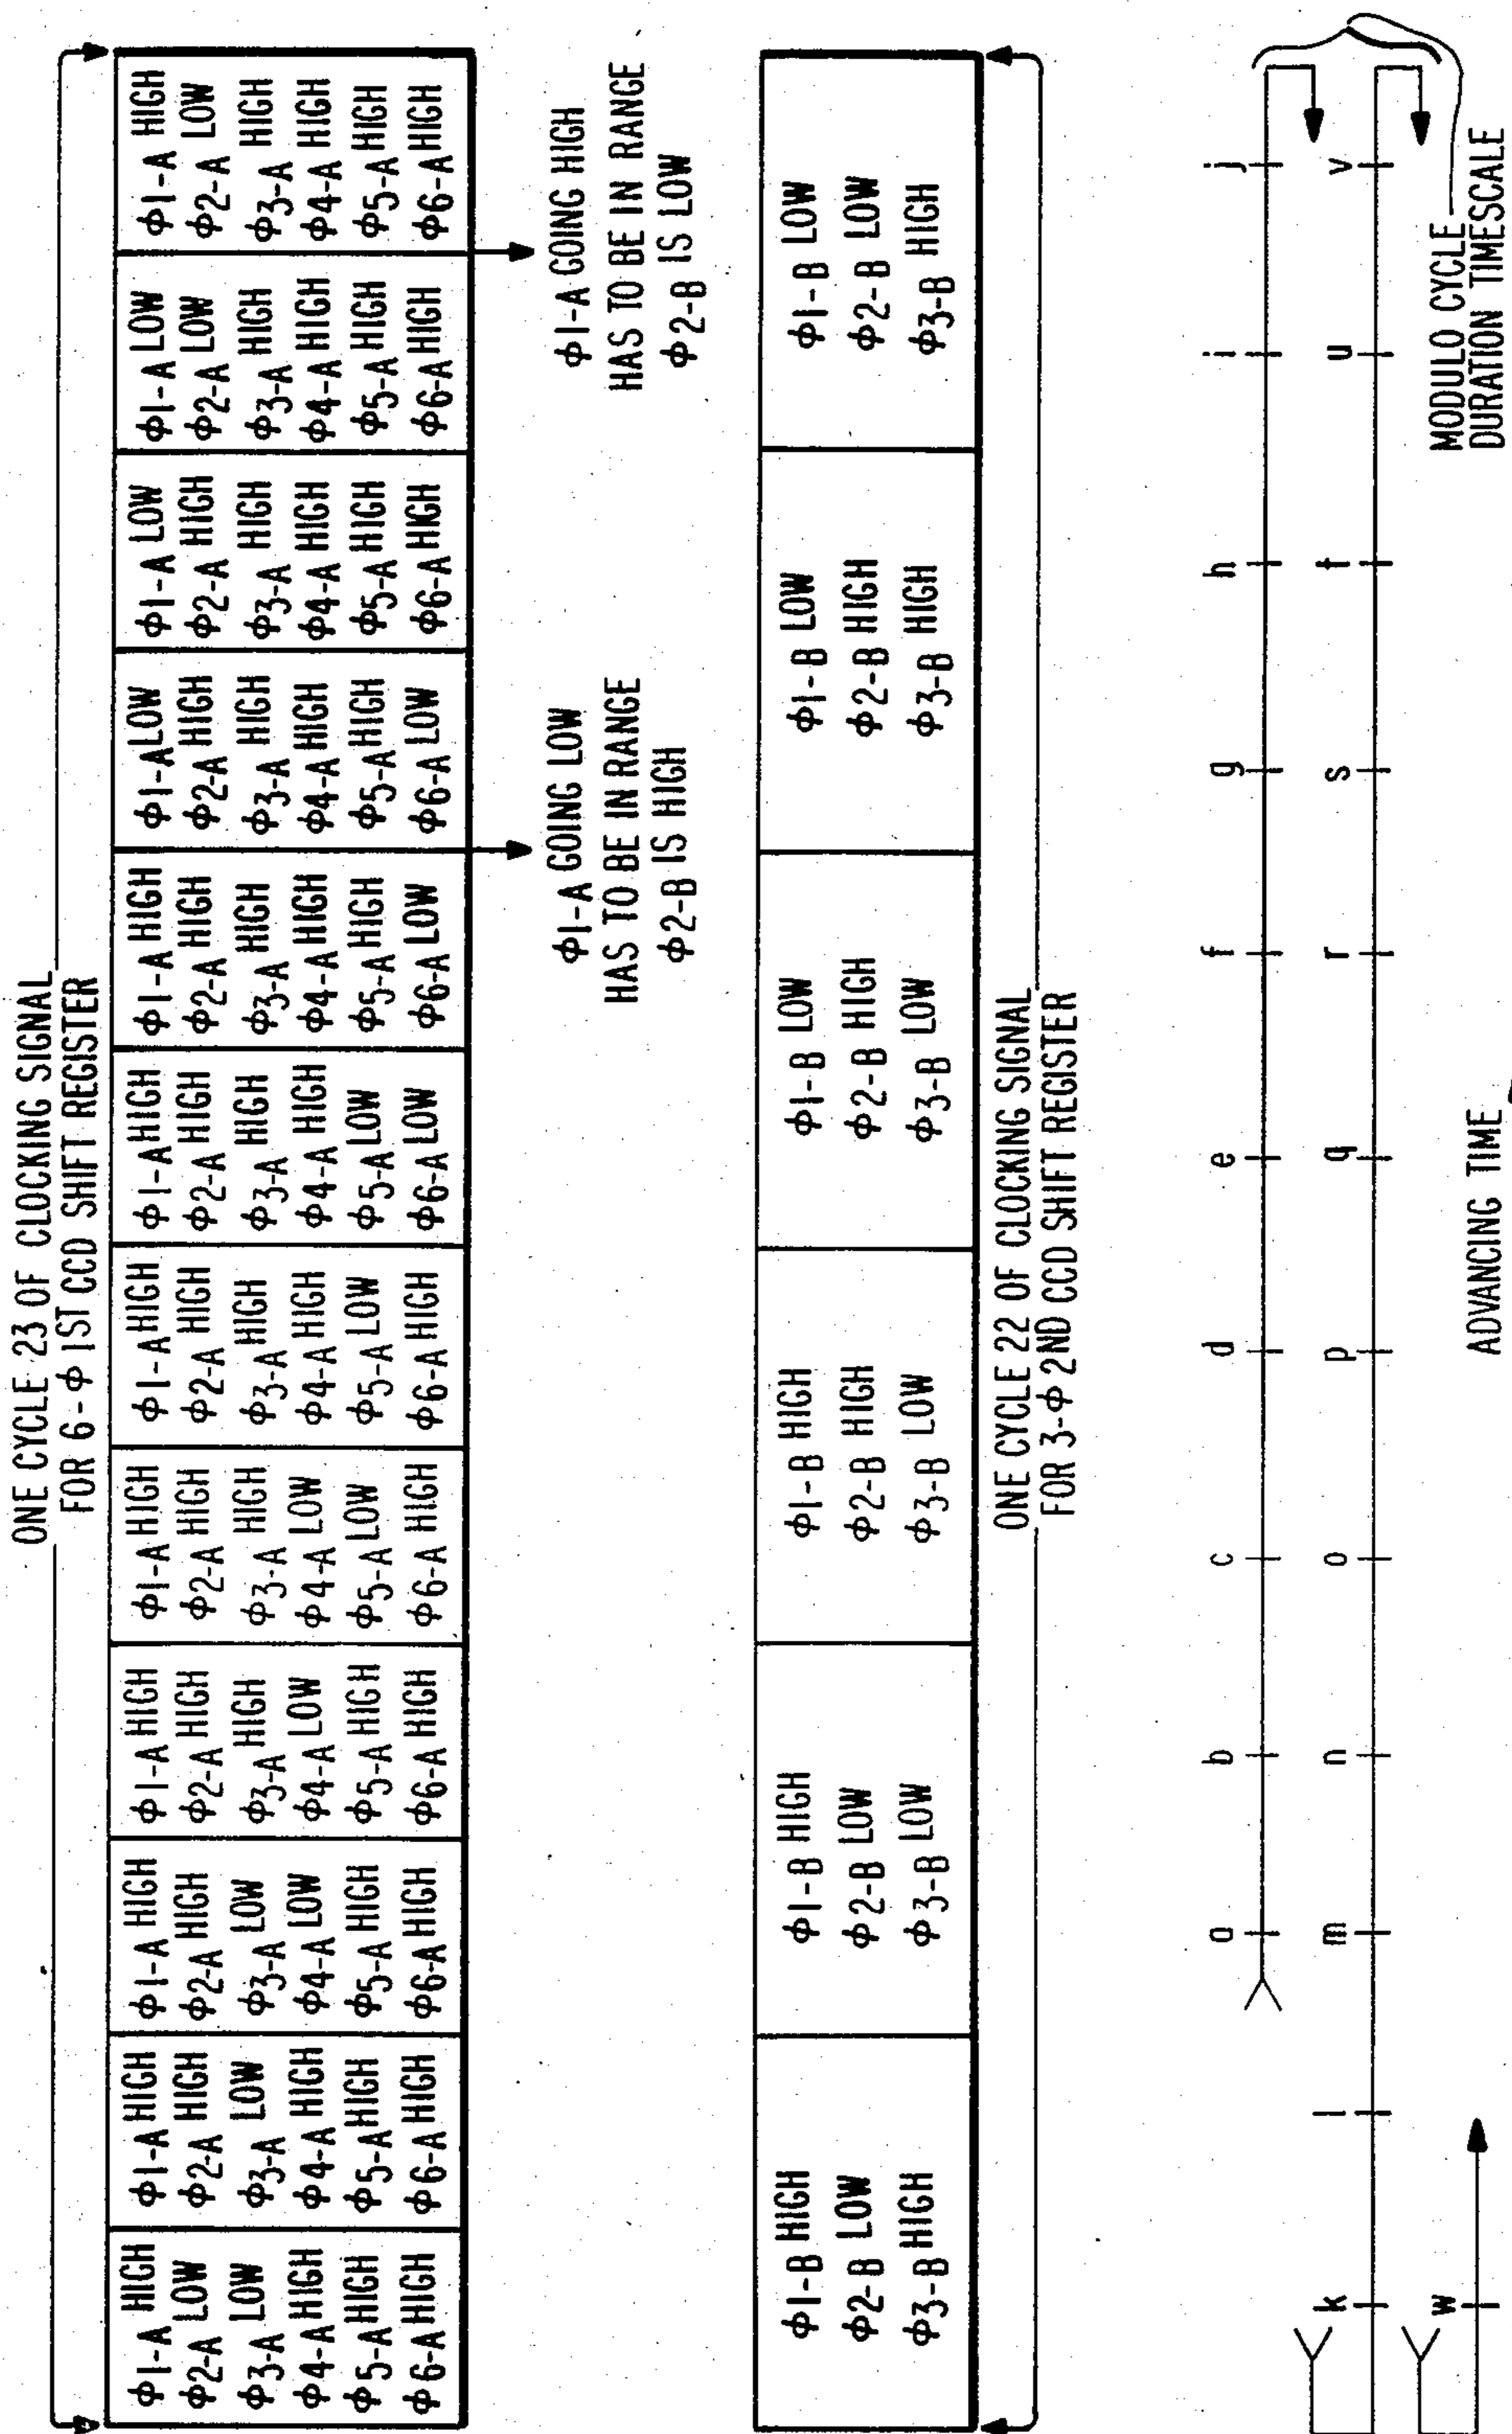 ONE CYCLE 23 OF CLOCKING SIGNAL
FOR 6-ϕ 1ST CCD SHIFT REGISTER
ϕ1-A HIGH
ϕ2-A LOW
ϕ3-A LOW
ϕ4-A HIGH
ϕ5-A HIGH
ϕ6-A HIGH
ϕ1-A HIGH
ϕ2-A HIGH
ϕ3-A LOW
ϕ4-A HIGH
ϕ5-A HIGH
ϕ6-A HIGH
ϕ1-A HIGH
ϕ2-A HIGH
ϕ3-A LOW
ϕ4-A LOW
ϕ5-A HIGH
ϕ6-A HIGH
ϕ1-A HIGH
ϕ2-A HIGH
ϕ3-A HIGH
ϕ4-A LOW
ϕ5-A HIGH
ϕ6-A HIGH
ϕ1-A HIGH
ϕ2-A HIGH
ϕ3-A HIGH
ϕ4-A LOW
ϕ5-A LOW
ϕ6-A HIGH
ϕ1-A HIGH
ϕ2-A HIGH
ϕ3-A HIGH
ϕ4-A HIGH
ϕ5-A LOW
ϕ6-A HIGH
ϕ1-A HIGH
ϕ2-A HIGH
ϕ3-A HIGH
ϕ4-A HIGH
ϕ5-A LOW
ϕ6-A LOW
ϕ1-A HIGH
ϕ2-A HIGH
ϕ3-A HIGH
ϕ4-A HIGH
ϕ5-A HIGH
ϕ6-A LOW
ϕ1-A LOW
ϕ2-A HIGH
ϕ3-A HIGH
ϕ4-A HIGH
ϕ5-A HIGH
ϕ6-A LOW
ϕ1-A LOW
ϕ2-A HIGH
ϕ3-A HIGH
ϕ4-A HIGH
ϕ5-A HIGH
ϕ6-A HIGH
ϕ1-A LOW
ϕ2-A LOW
ϕ3-A HIGH
ϕ4-A HIGH
ϕ5-A HIGH
ϕ6-A HIGH
ϕ1-A HIGH
ϕ2-A LOW
ϕ3-A HIGH
ϕ4-A HIGH
ϕ5-A HIGH
ϕ6-A HIGH
ϕ1-A GOING LOW
HAS TO BE IN RANGE
ϕ2-B IS HIGH
ϕ1-A GOING HIGH
HAS TO BE IN RANGE
ϕ2-B IS LOW
ϕ1-B HIGH
ϕ2-B LOW
ϕ3-B HIGH
ϕ1-B HIGH
ϕ2-B LOW
ϕ3-B LOW
ϕ1-B HIGH
ϕ2-B HIGH
ϕ3-B LOW
ϕ1-B LOW
ϕ2-B HIGH
ϕ3-B LOW
ϕ1-B LOW
ϕ2-B HIGH
ϕ3-B HIGH
ϕ1-B LOW
ϕ2-B LOW
ϕ3-B HIGH
ONE CYCLE 22 OF CLOCKING SIGNAL
FOR 3-ϕ 2ND CCD SHIFT REGISTER
a b c d e f g h i j
k l m n o p q r s t u v
w
MODULO CYCLE
DURATION TIMESCALE
ADVANCING TIME